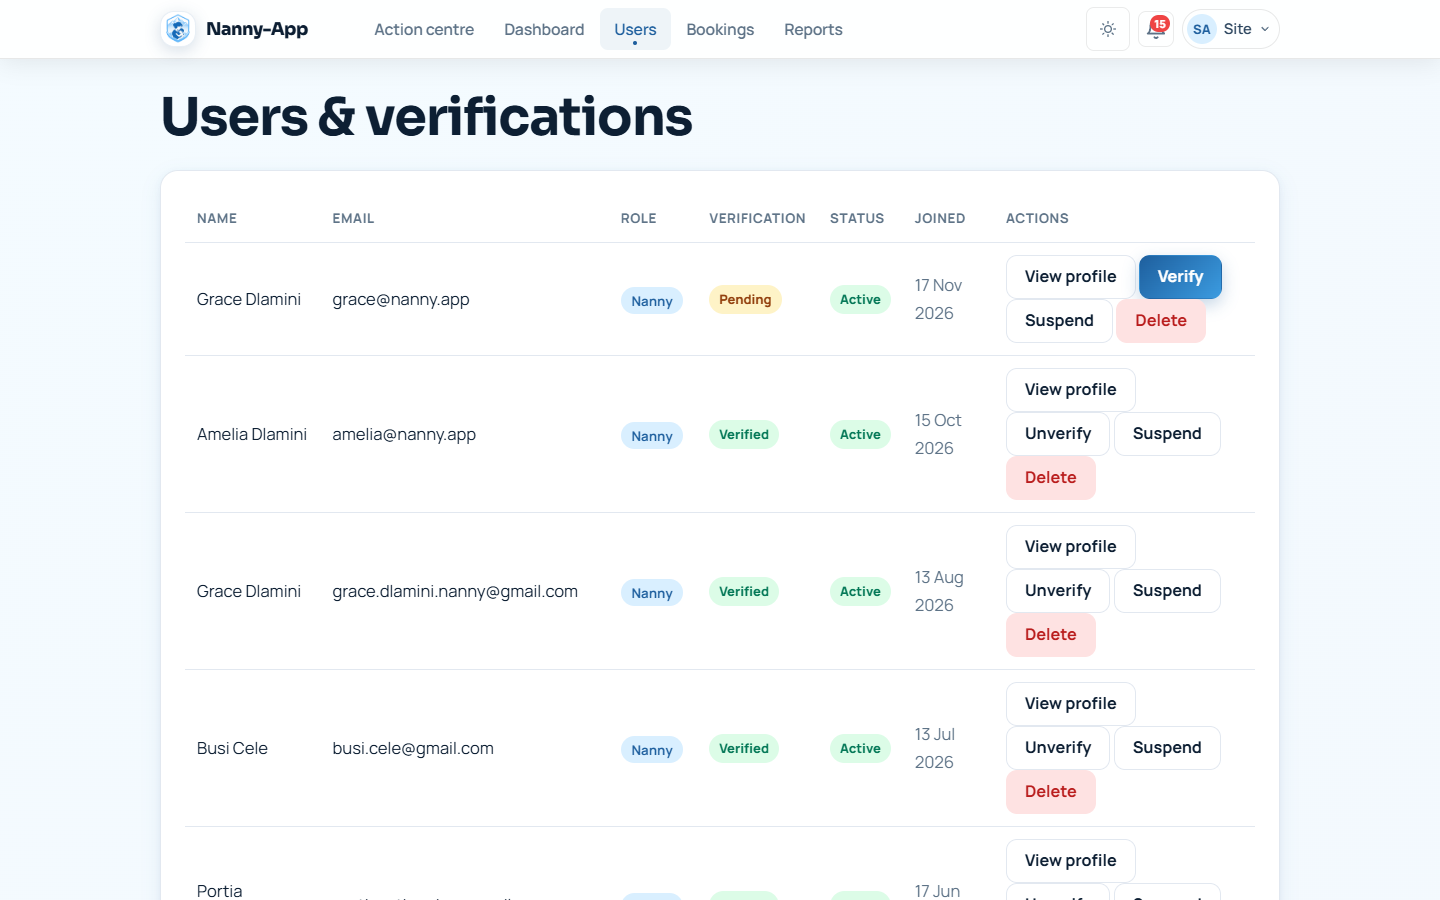 Nanny-App
Action centre
Dashboard
Users
Bookings
Reports
15
SA
Site
Users & verifications
NAME
EMAIL
ROLE
VERIFICATION
STATUS
JOINED
ACTIONS
Grace Dlamini
grace@nanny.app
Nanny
Pending
Active
17 Nov
2026
View profile
Verify
Suspend
Delete
Amelia Dlamini
amelia@nanny.app
Nanny
Verified
Active
15 Oct
2026
View profile
Unverify
Suspend
Delete
Grace Dlamini
grace.dlamini.nanny@gmail.com
Nanny
Verified
Active
13 Aug
2026
View profile
Unverify
Suspend
Delete
Busi Cele
busi.cele@gmail.com
Nanny
Verified
Active
13 Jul
2026
View profile
Unverify
Suspend
Delete
Portia
17 Jun
View profile